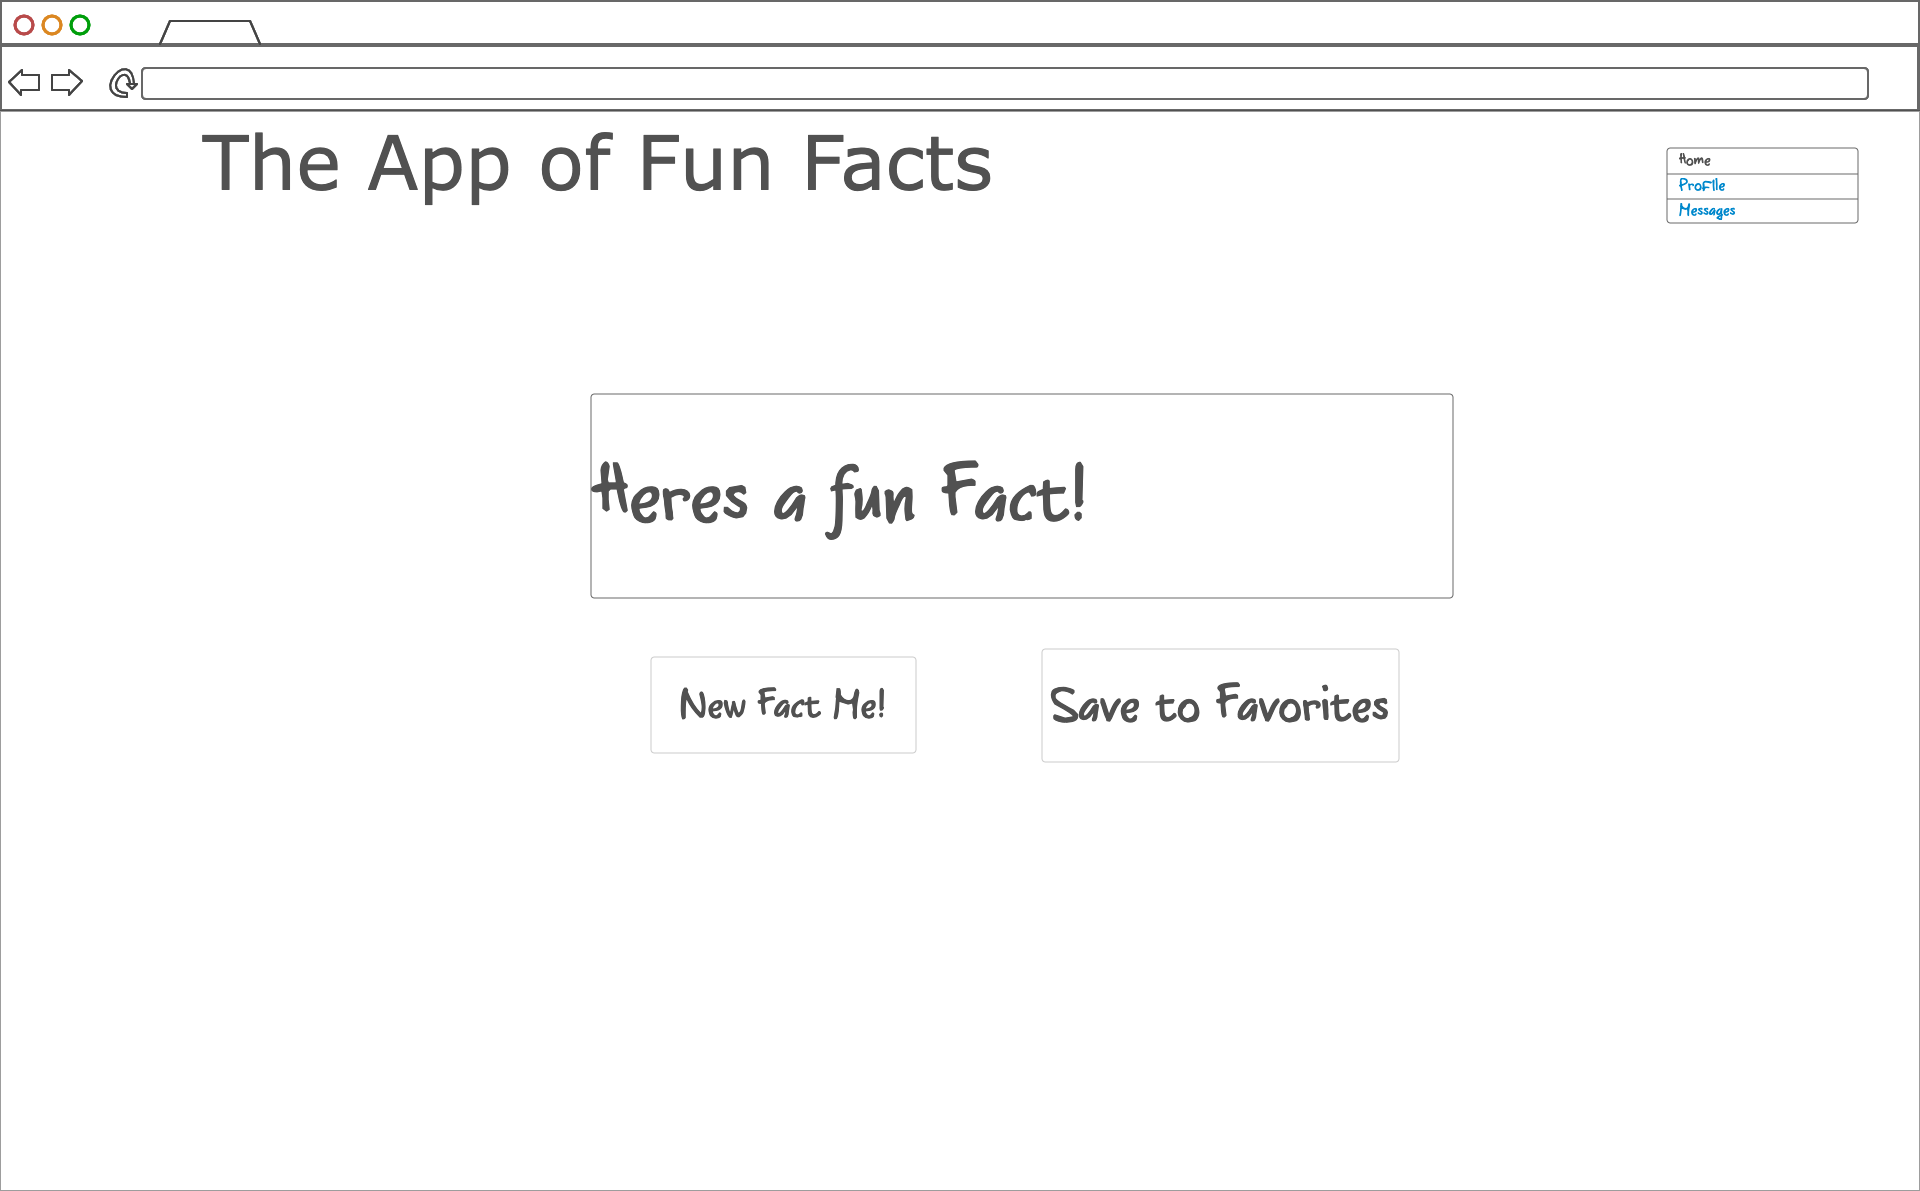 The App of Fun Facts
Home
Profile
Messages
Heres a fun Fact!
New Fact Me!
Save to Favorites